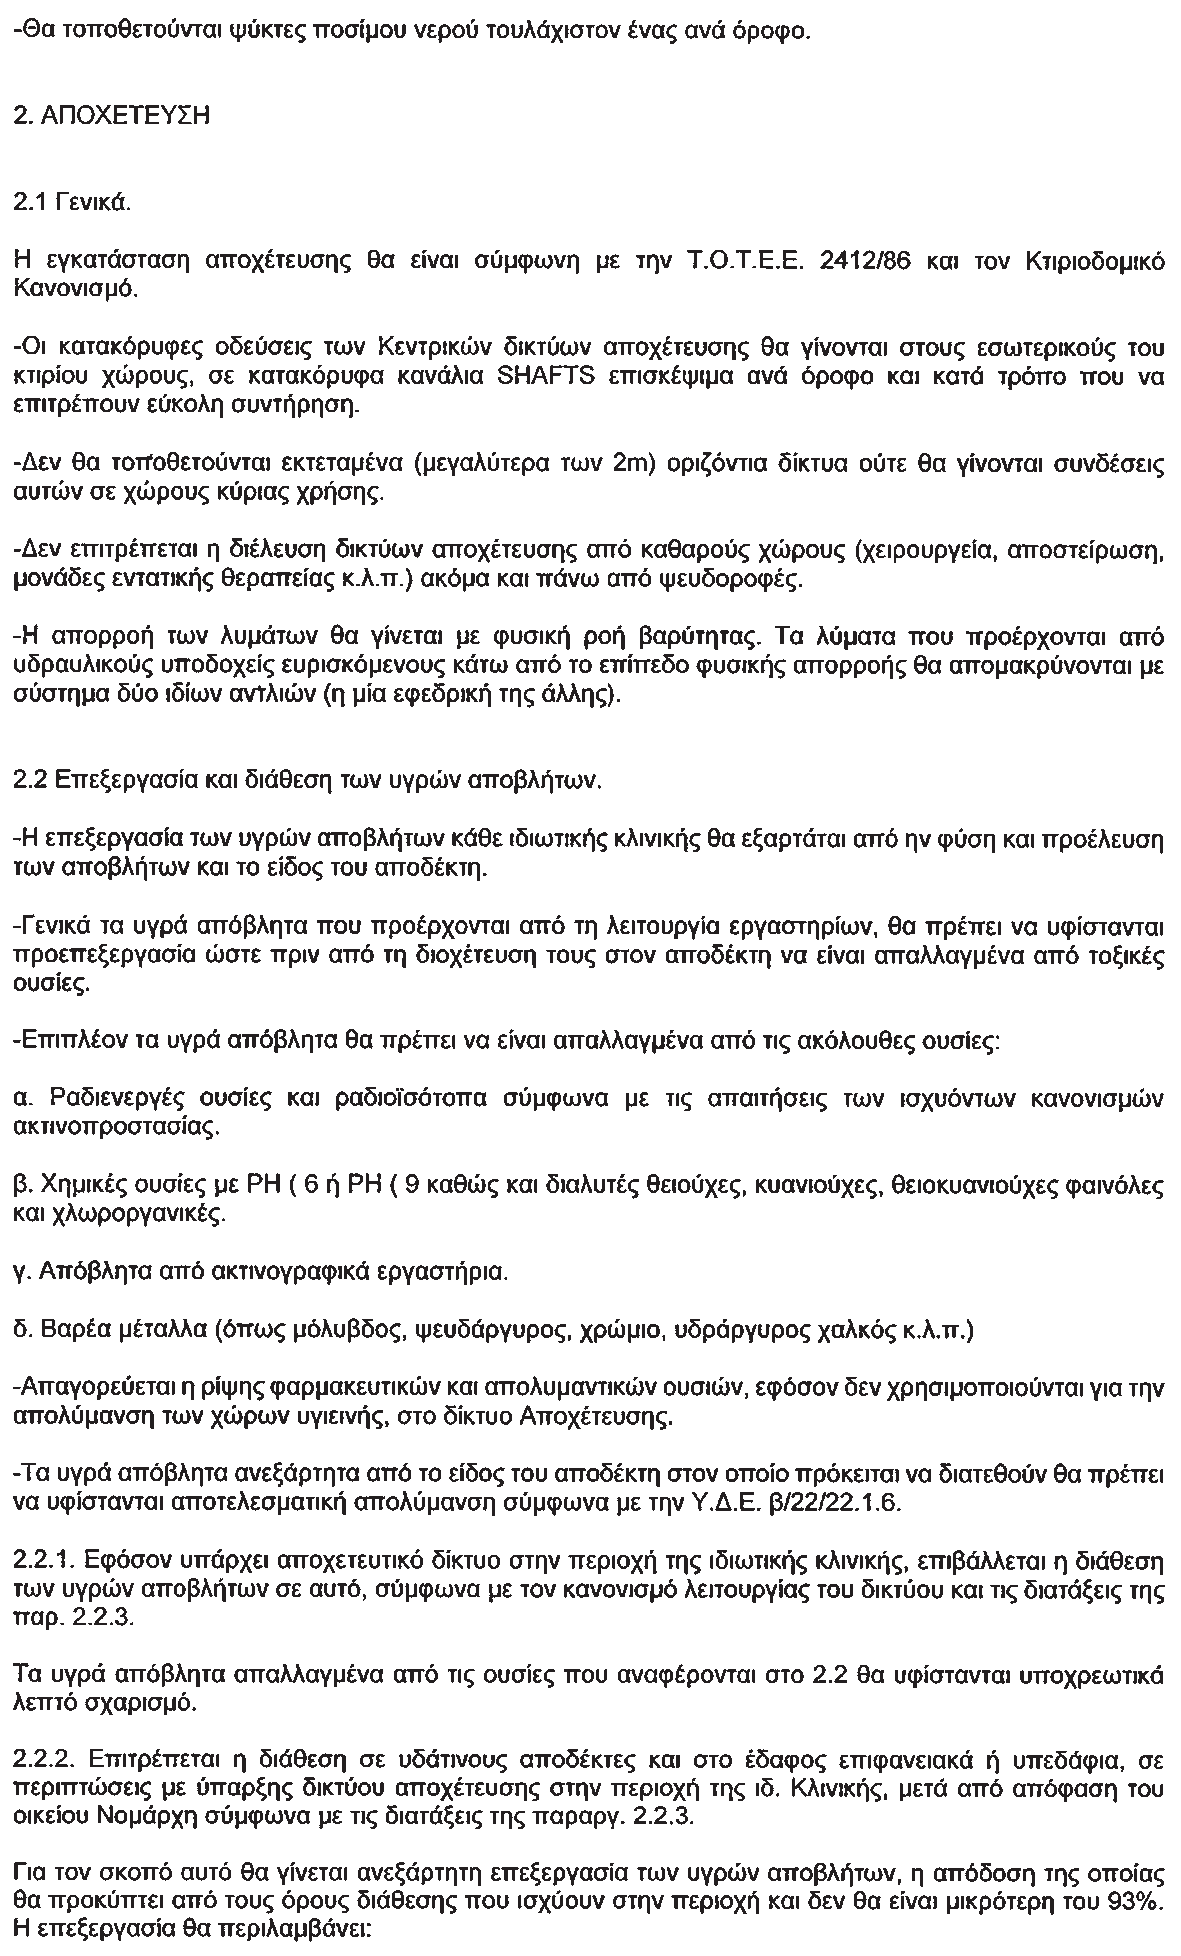 -Θα τοποθετούνται ψύκτες ποσίμου νερού τουλάχιστον ένας ανά όροφο.
2. ΑΠΟΧΕΤΕΥΣΗ
2.1 Γενικά.
Η εγκατάσταση αποχέτευσης θα είναι σύμφωνη με την Τ.Ο.Τ.Ε.Ε. 2412/86 και τον Κτιριοδομικό
Κανονισμό.
-Οι κατακόρυφες οδεύσεις των Κεντρικών δικτύων αποχέτευσης θα γίνονται στους εσωτερικούς του
κτιρίου χώρους, σε κατακόρυφα κανάλια SHAFTS επισκέψιμα ανά όροφο και κατά τρόπο που να
επιτρέπουν εύκολη συντήρηση.
-Δεν θα τοποθετούνται εκτεταμένα (μεγαλύτερα των 2m) οριζόντια δίκτυα ούτε θα γίνονται συνδέσεις
αυτών σε χώρους κύριας χρήσης.
-Δεν επιτρέπεται η διέλευση δικτύων αποχέτευσης από καθαρούς χώρους (χειρουργεία, αποστείρωση,
μονάδες εντατικής θεραπείας κ.λ.π.) ακόμα και πάνω από ψευδοροφές.
-Η απορροή των λυμάτων θα γίνεται με φυσική ροή βαρύτητας. Τα λύματα που προέρχονται από
υδραυλικούς υποδοχείς ευρισκόμενους κάτω από το επίπεδο φυσικής απορροής θα απομακρύνονται με
σύστημα δύο ιδίων αντλιών (η μία εφεδρική της άλλης).
2.2 Επεξεργασία και διάθεση των υγρών αποβλήτων.
-Η επεξεργασία των υγρών αποβλήτων κάθε ιδιωτικής κλινικής θα εξαρτάται από ην φύση και προέλευση
των αποβλήτων και το είδος του αποδέκτη.
-Γενικά τα υγρά απόβλητα που προέρχονται από τη λειτουργία εργαστηρίων, θα πρέπει να υφίστανται
προεπεξεργασία ώστε πριν από τη διοχέτευση τους στον αποδέκτη να είναι απαλλαγμένα από τοξικές
ουσίες.
-Επιπλέον τα υγρά απόβλητα θα πρέπει να είναι απαλλαγμένα από τις ακόλουθες ουσίες:
α. Ραδιενεργές ουσίες και ραδιοϊσότοπα σύμφωνα με τις απαιτήσεις των ισχυόντων κανονισμών
ακτινοπροστασίας.
β. Χημικές ουσίες με PH ( 6 ή PH ( 9 καθώς και διαλυτές θειούχες, κυανιούχες, θειοκυανιούχες φαινόλες
και χλωροργανικές.
γ. Απόβλητα από ακτινογραφικά εργαστήρια.
δ. Βαρέα μέταλλα (όπως μόλυβδος, ψευδάργυρος, χρώμιο, υδράργυρος χαλκός κ.λ.π.)
-Απαγορεύεται η ρίψης φαρμακευτικών και απολυμαντικών ουσιών, εφόσον δεν χρησιμοποιούνται για την
απολύμανση των χώρων υγιεινής, στο δίκτυο Αποχέτευσης.
-Τα υγρά απόβλητα ανεξάρτητα από το είδος του αποδέκτη στον οποίο πρόκειται να διατεθούν θα πρέπει
να υφίστανται αποτελεσματική απολύμανση σύμφωνα με την Υ.Δ.Ε. β/22/22.1.6.
2.2.1. Εφόσον υπάρχει αποχετευτικό δίκτυο στην περιοχή της ιδιωτικής κλινικής, επιβάλλεται η διάθεση
των υγρών αποβλήτων σε αυτό, σύμφωνα με τον κανονισμό λειτουργίας του δικτύου και τις διατάξεις της
παρ. 2.2.3.
Τα υγρά απόβλητα απαλλαγμένα από τις ουσίες που αναφέρονται στο 2.2 θα υφίστανται υποχρεωτικά
λεπτό σχαρισμό.
2.2.2. Επιτρέπεται η διάθεση σε υδάτινους αποδέκτες και στο έδαφος επιφανειακά ή υπεδάφια, σε
περιπτώσεις με ύπαρξης δικτύου αποχέτευσης στην περιοχή της ιδ. Κλινικής, μετά από απόφαση του
οικείου Νομάρχη σύμφωνα με τις διατάξεις της παραργ. 2.2.3.
Για τον σκοπό αυτό θα γίνεται ανεξάρτητη επεξεργασία των υγρών αποβλήτων, η απόδοση της οποίας
θα προκύπτει από τους όρους διάθεσης που ισχύουν στην περιοχή και δεν θα είναι μικρότερη του 93%.
Η επεξεργασία θα περιλαμβάνει: